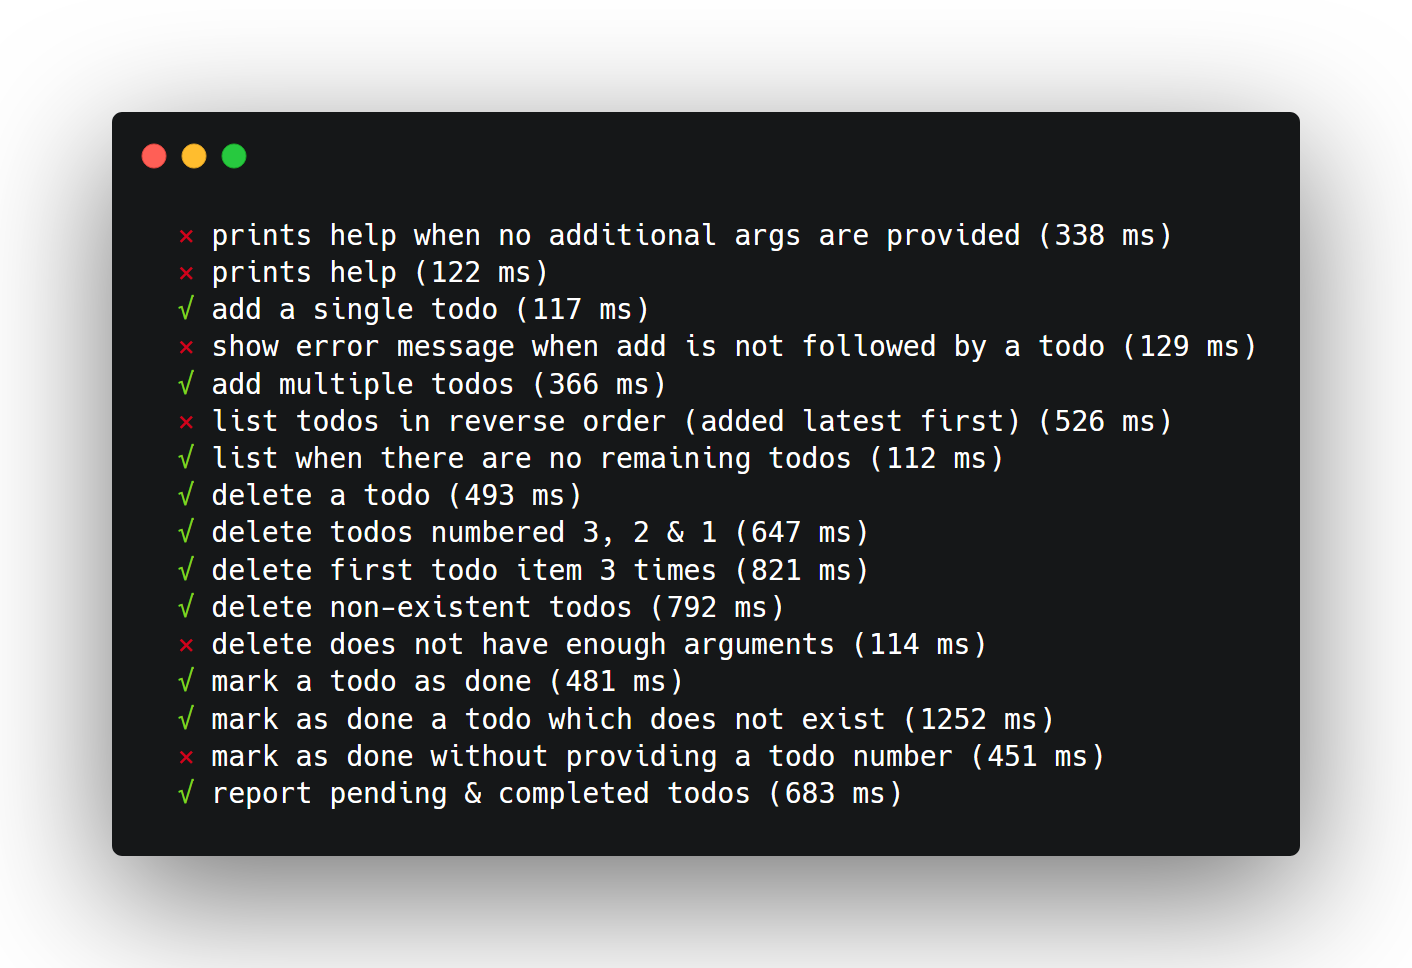 × prints help when no additional args are provided (338 ms)
× prints help (122 ms)
√ add a single todo (117 ms)
× show error message when add is not followed by a todo (129 ms)
√ add multiple todos (366 ms)
× list todos in reverse order (added latest first) (526 ms)
√ list when there are no remaining todos (112 ms)
√ delete a todo (493 ms)
√ delete todos numbered 3, 2 & 1 (647 ms)
√ delete first todo item 3 times (821 ms)
√ delete non-existent todos (792 ms)
× delete does not have enough arguments (114 ms)
√ mark a todo as done (481 ms)
√ mark as done a todo which does not exist (1252 ms)
× mark as done without providing a todo number (451 ms)
√ report pending & completed todos (683 ms)